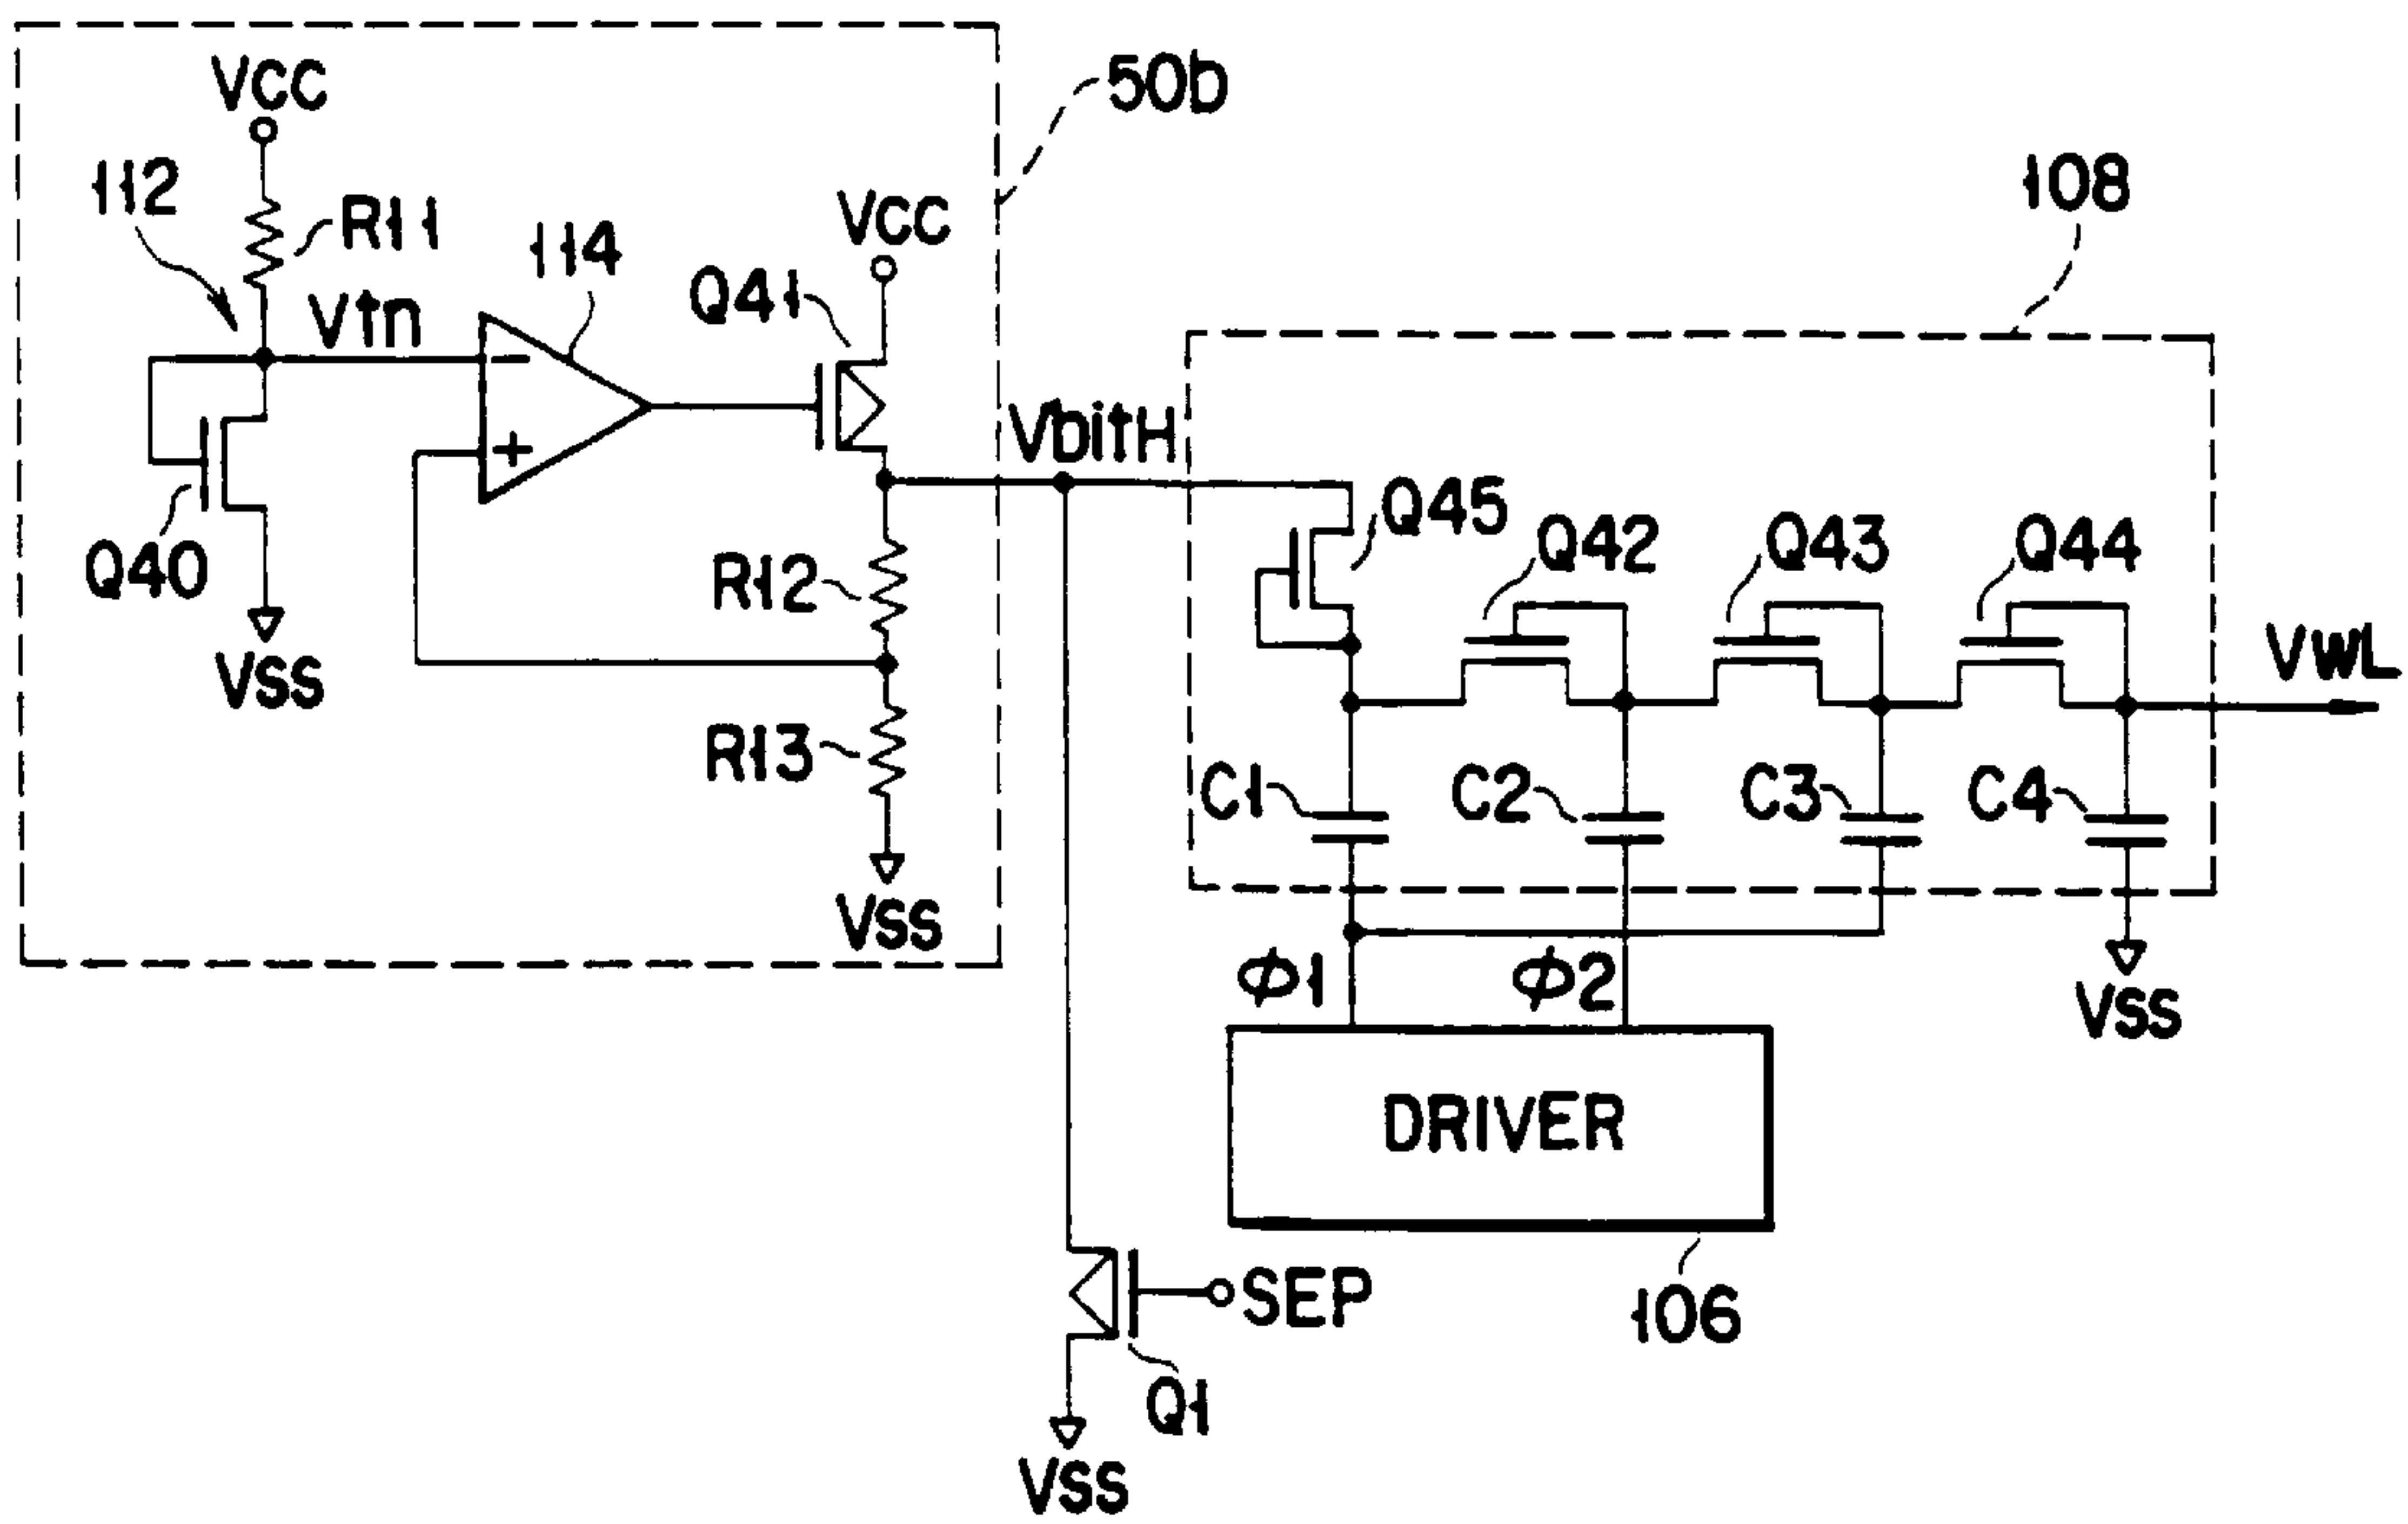 VCC
50b
112
R11
114
VCC
108
Q41
Vtn
−
+
VbitH
Q40
VSS
Q45
Q42
Q43
Q44
R12
VWL
R13
C1
C2
C3
C4
VSS
Φ1
Φ2
VSS
DRIVER
SEP
106
Q1
VSS